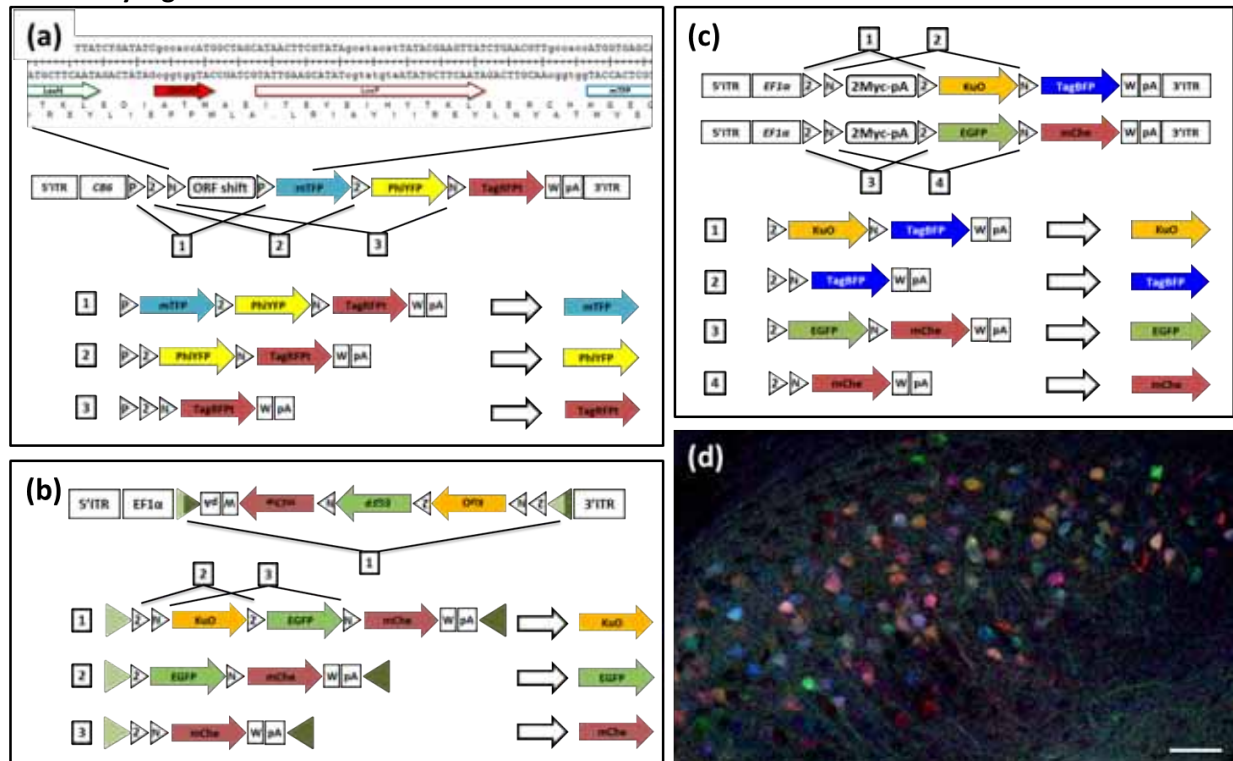 (a)
5'ITR CB6 P 2 N ORF shift P mTFP 2 PhiYFP N TagRFPt W pA 3'ITR
1 2 3
1 P mTFP 2 PhiYFP N TagRFPt W pA mTFP
2 P 2 PhiYFP N TagRFPt W pA PhiYFP
3 P 2 N TagRFPt W pA TagRFPt
(b)
5'ITR EF1α pA W mChe N EGFP 2 KuO N 2 3'ITR
1
2 3
1 2 N KuO 2 EGFP N mChe W pA KuO
2 2 EGFP N mChe W pA EGFP
3 2 N mChe W pA mChe
(c)
1 2
5'ITR EF1α 2 N 2Myc-pA 2 KuO N TagBFP W pA 3'ITR
5'ITR EF1α 2 N 2Myc-pA 2 EGFP N mChe W pA 3'ITR
3 4
1 2 KuO N TagBFP W pA KuO
2 2 N TagBFP W pA TagBFP
3 2 EGFP N mChe W pA EGFP
4 2 N mChe W pA mChe
(d)